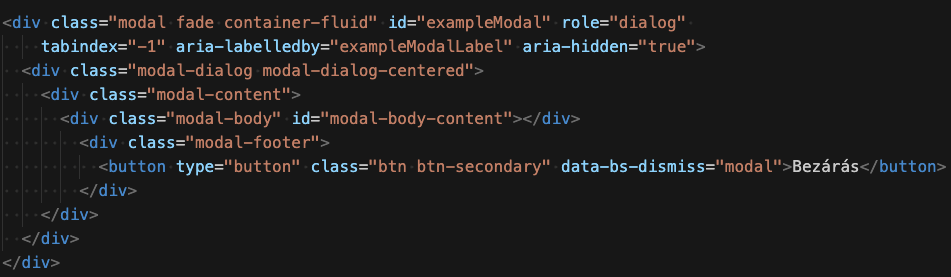 <div class="modal fade container-fluid" id="exampleModal" role="dialog"
tabindex="-1" aria-labelledby="exampleModalLabel" aria-hidden="true">
<div class="modal-dialog modal-dialog-centered">
<div class="modal-content">
<div class="modal-body" id="modal-body-content"></div>
<div class="modal-footer">
<button type="button" class="btn btn-secondary" data-bs-dismiss="modal">Bezárás</button>
</div>
</div>
</div>
</div>